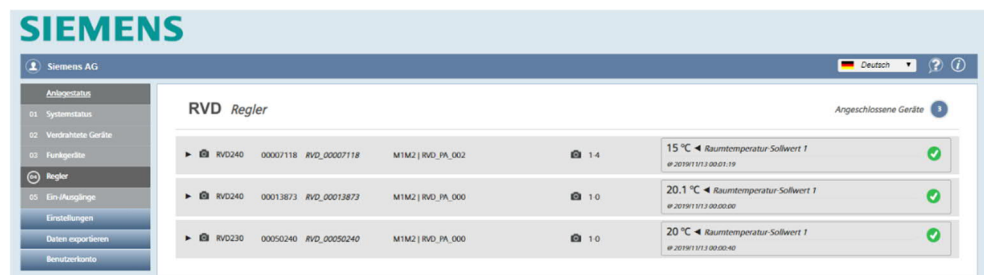 SIEMENS
Siemens AG
Deutsch
Anlagestatus
01 Systemstatus
02 Verdrahtete Geräte
03 Funkgeräte
04 Regler
05 Ein-/Ausgänge
Einstellungen
Daten exportieren
Benutzerkonto
RVD Regler
Angeschlossene Geräte 3
RVD240 00007118 RVD_00007118 M1M2 | RVD_PA_002 1-4 15 °C ◄ Raumtemperatur-Sollwert 1
@ 2019/11/13 00:01:19
RVD240 00013873 RVD_00013873 M1M2 | RVD_PA_000 1-0 20.1 °C ◄ Raumtemperatur-Sollwert 1
@ 2019/11/13 00:00:00
RVD230 00050240 RVD_00050240 M1M2 | RVD_PA_000 1-0 20 °C ◄ Raumtemperatur-Sollwert 1
@ 2019/11/13 00:00:40